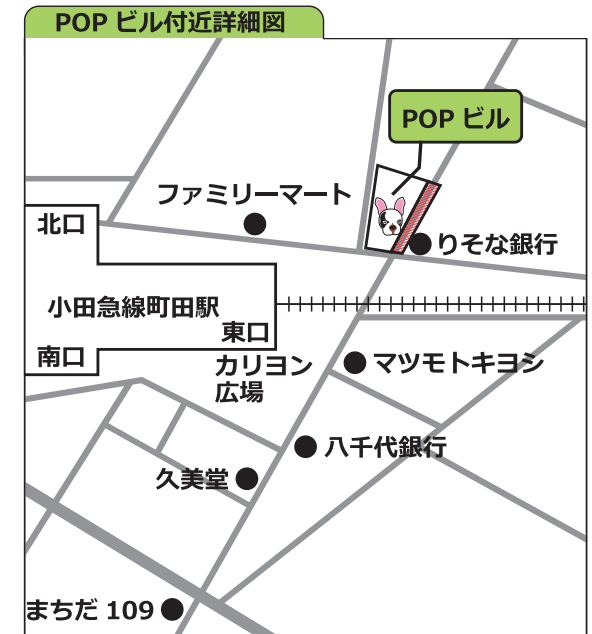 POP ビル付近詳細図
POP ビル
ファミリーマート
北口
りそな銀行
小田急線町田駅
東口
南口
カリヨン
広場
マツモトキヨシ
八千代銀行
久美堂
まちだ 109